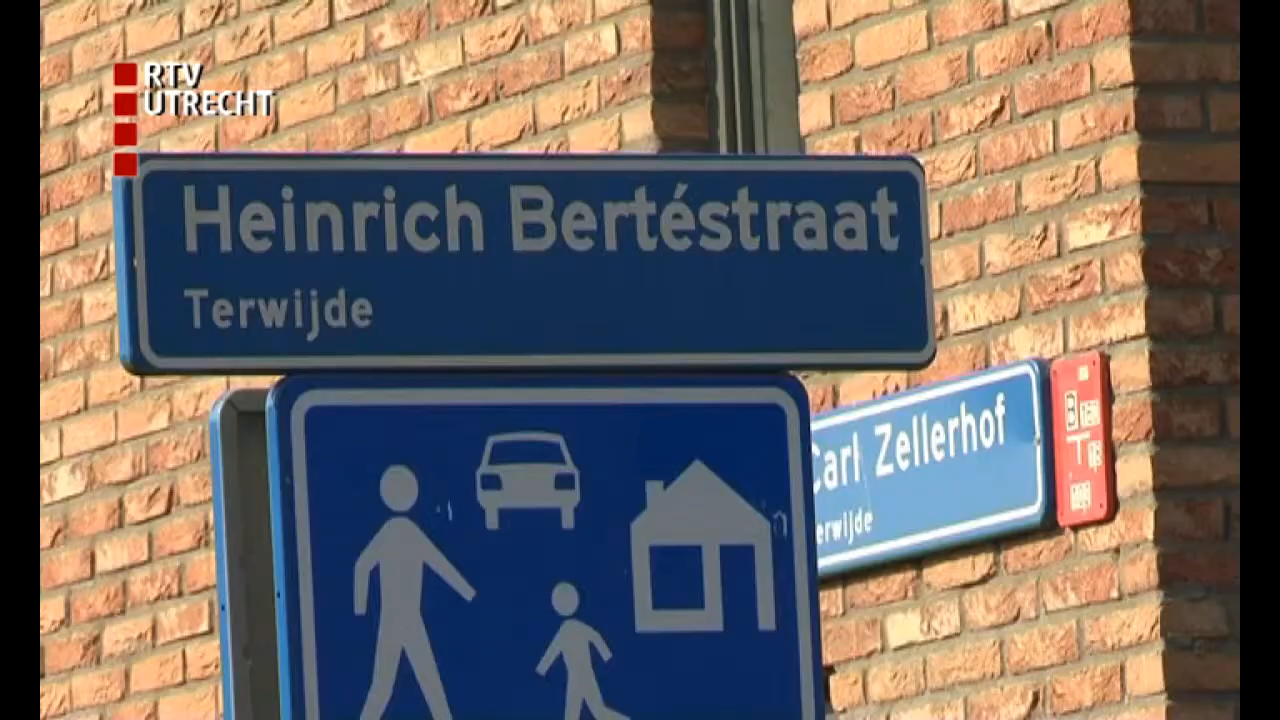 RTV
UTRECHT
Heinrich Bertéstraat
Terwijde
Carl Zellerhof
erwijde